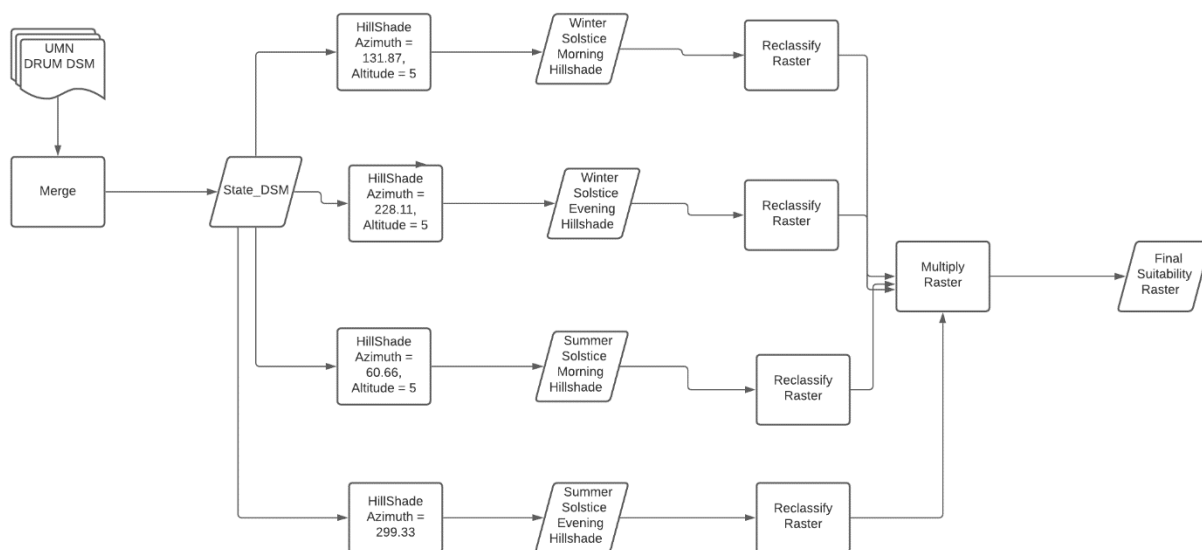 UMN
DRUM DSM
Merge
State_DSM
HillShade
Azimuth =
131.87,
Altitude = 5
Winter
Solstice
Morning
Hillshade
Reclassify
Raster
HillShade
Azimuth =
228.11,
Altitude = 5
Winter
Solstice
Evening
Hillshade
Reclassify
Raster
Multiply
Raster
Final
Suitability
Raster
HillShade
Azimuth =
60.66,
Altitude = 5
Summer
Solstice
Morning
Hillshade
Reclassify
Raster
HillShade
Azimuth =
299.33
Summer
Solstice
Evening
Hillshade
Reclassify
Raster